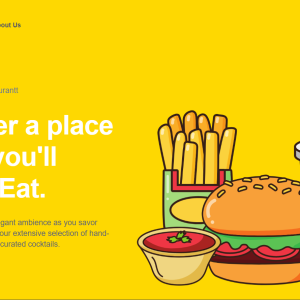 bout Us
urantt
er a place
you'll
Eat.
gant ambience as you savor
our extensive selection of hand-
curated cocktails.